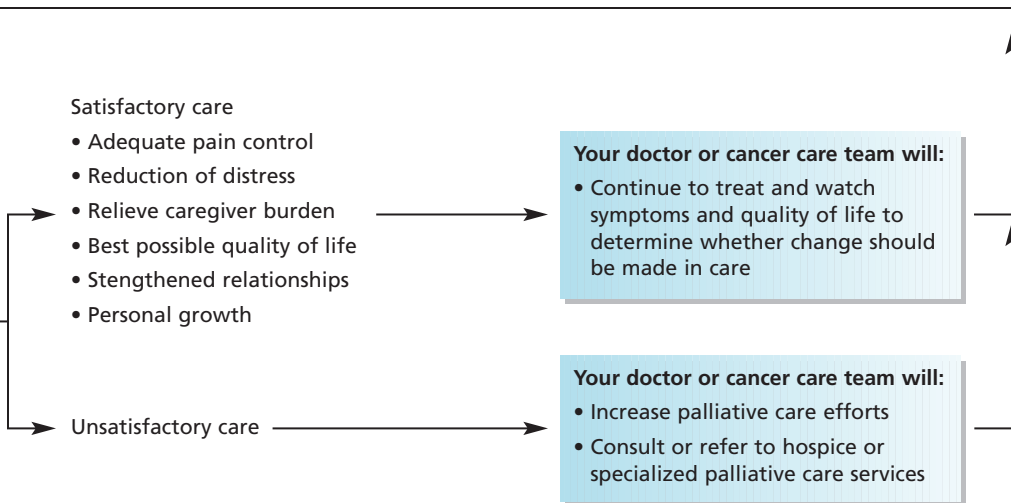 Satisfactory care
• Adequate pain control
• Reduction of distress
• Relieve caregiver burden
• Best possible quality of life
• Stengthened relationships
• Personal growth
Your doctor or cancer care team will:
• Continue to treat and watch
symptoms and quality of life to
determine whether change should
be made in care
Unsatisfactory care
Your doctor or cancer care team will:
• Increase palliative care efforts
• Consult or refer to hospice or
specialized palliative care services